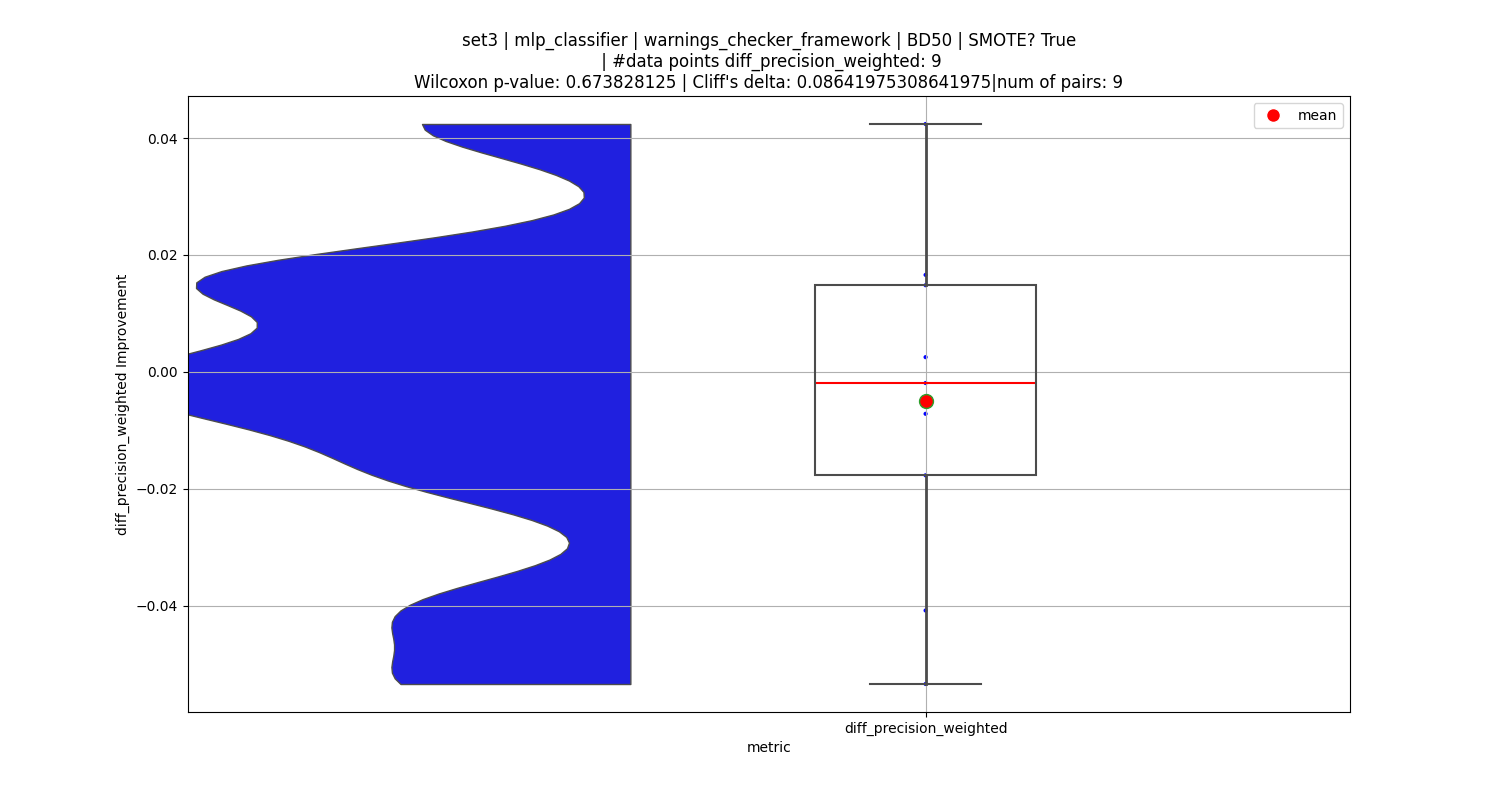 set3 | mlp_classifier | warnings_checker_framework | BD50 | SMOTE? True
| #data points diff_precision_weighted: 9
Wilcoxon p-value: 0.673828125 | Cliff's delta: 0.08641975308641975|num of pairs: 9
mean
0.04
0.02
0.00
−0.02
−0.04
diff_precision_weighted Improvement
diff_precision_weighted
metric